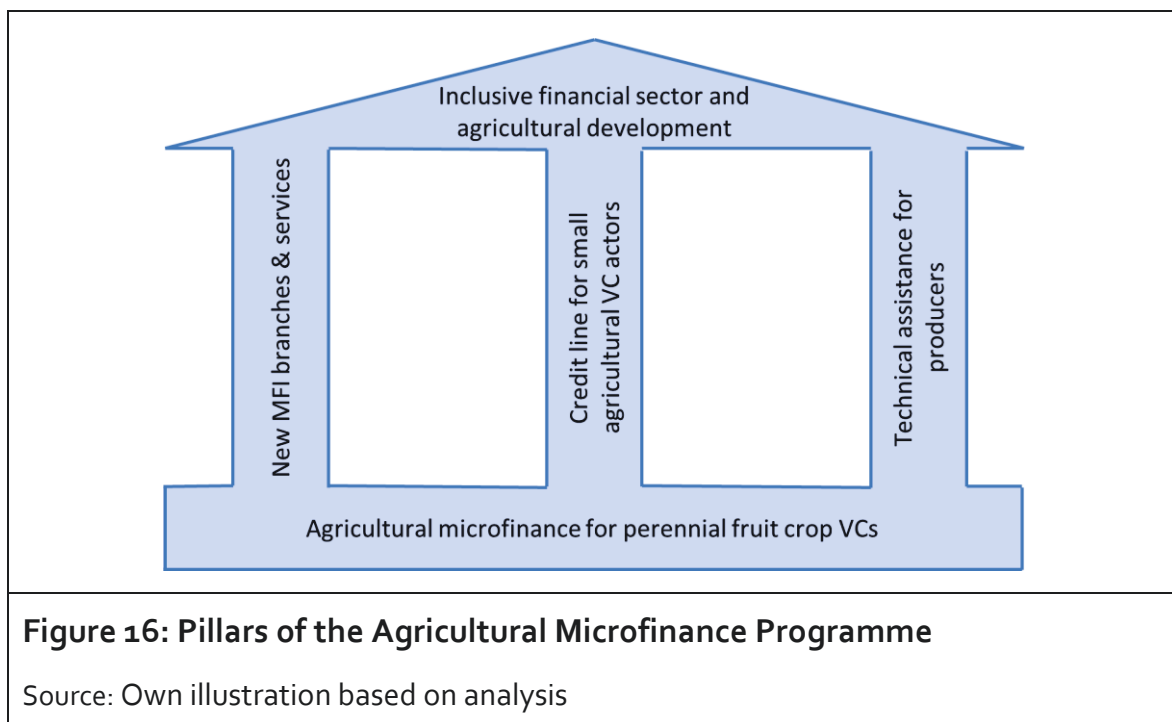 Inclusive financial sector and
agricultural development
New MFI branches & services
Credit line for small
agricultural VC actors
Technical assistance for
producers
Agricultural microfinance for perennial fruit crop VCs
Figure 16: Pillars of the Agricultural Microfinance Programme
Source: Own illustration based on analysis